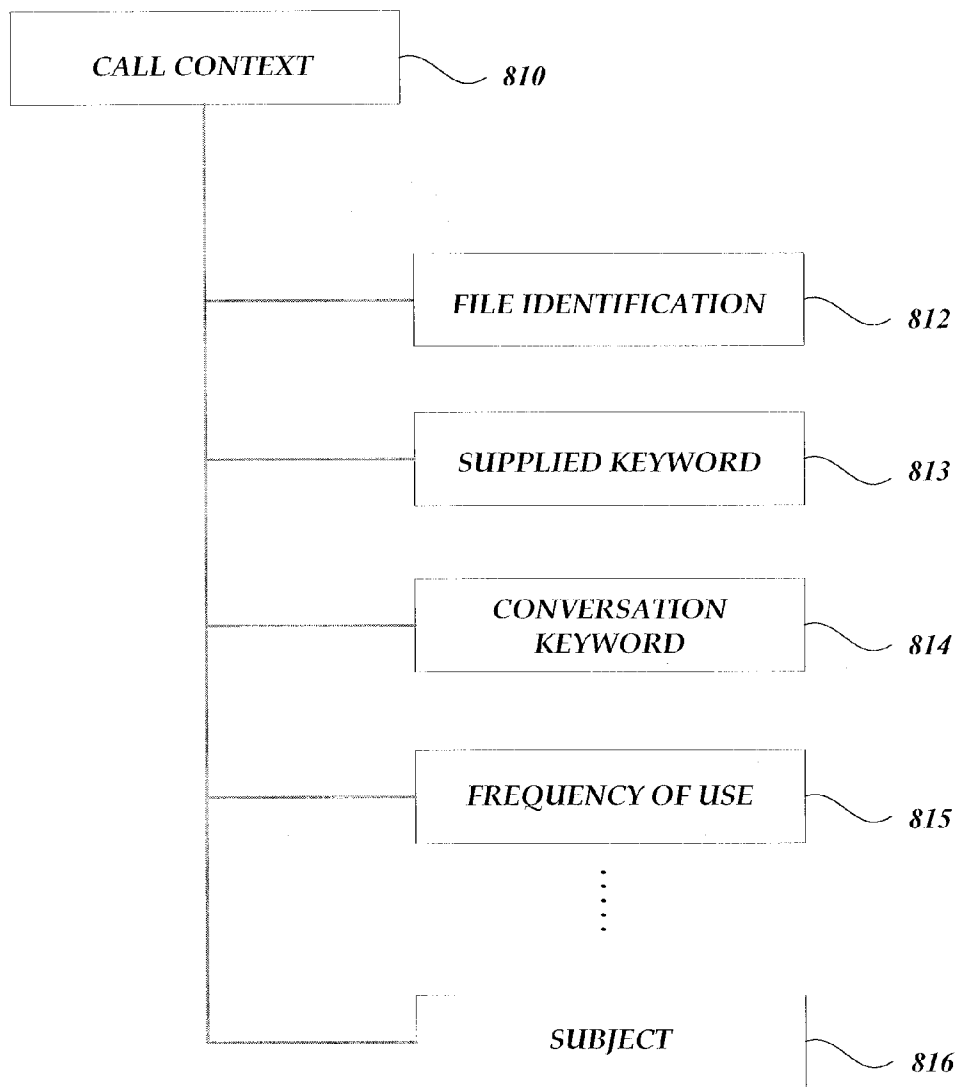 CALL CONTEXT
810
FILE IDENTIFICATION
812
SUPPLIED KEYWORD
813
CONVERSATION
KEYWORD
814
FREQUENCY OF USE
815
SUBJECT
816